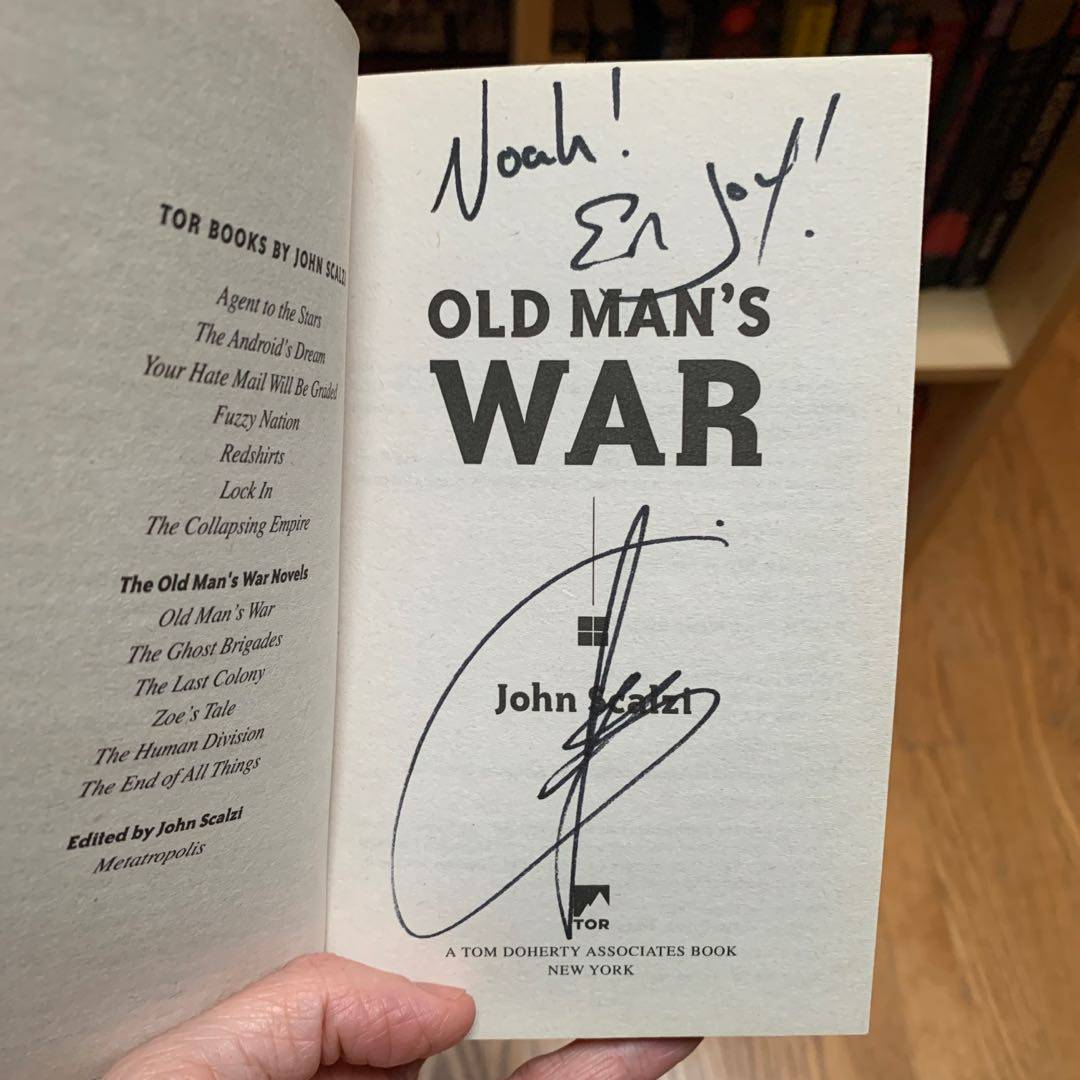 TOR BOOKS BY JOHN SCALZI
Agent to the Stars
The Android's Dream
Your Hate Mail Will Be Graded
Fuzzy Nation
Redshirts
Lock In
The Collapsing Empire
The Old Man's War Novels
Old Man's War
The Ghost Brigades
The Last Colony
Zoe's Tale
The Human Division
The End of All Things
Edited by John Scalzi
Metatropolis
Noah!
Enjoy!
OLD MAN'S
WAR
John Scalzi
TOR
A TOM DOHERTY ASSOCIATES BOOK
NEW YORK